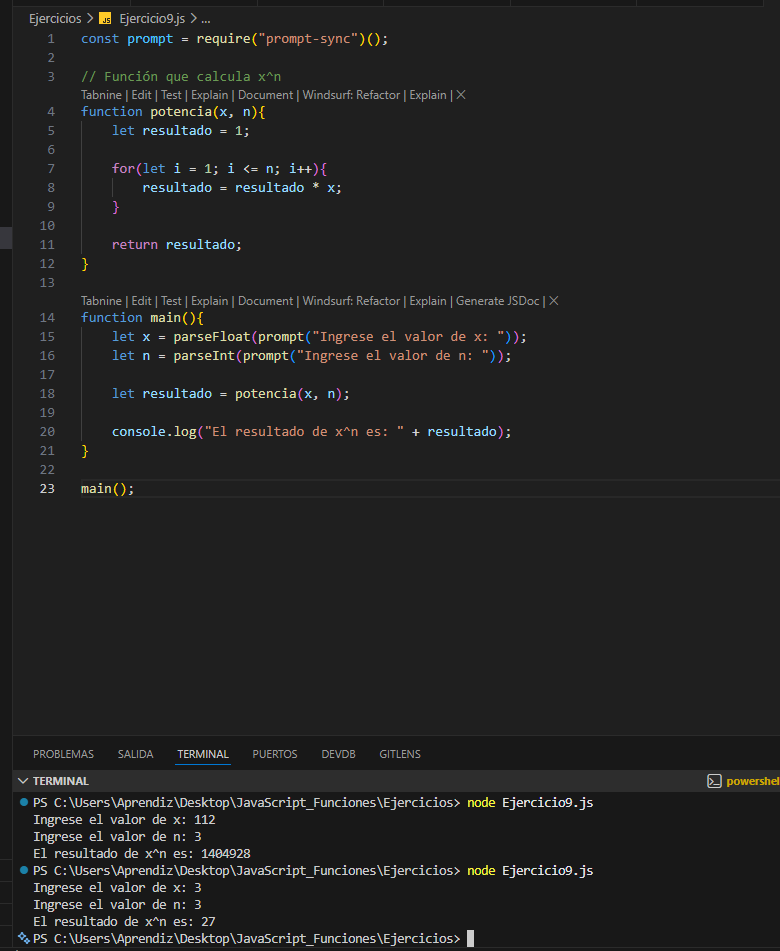 Ejercicios > JS Ejercicio9.js > ...
1 const prompt = require("prompt-sync")();
2
3 // Función que calcula x^n
Tabnine | Edit | Test | Explain | Document | Windsurf: Refactor | Explain | X
4 function potencia(x, n){
5 let resultado = 1;
6
7 for(let i = 1; i <= n; i++){
8 resultado = resultado * x;
9 }
10
11 return resultado;
12 }
13
Tabnine | Edit | Test | Explain | Document | Windsurf: Refactor | Explain | Generate JSDoc | X
14 function main(){
15 let x = parseFloat(prompt("Ingrese el valor de x: "));
16 let n = parseInt(prompt("Ingrese el valor de n: "));
17
18 let resultado = potencia(x, n);
19
20 console.log("El resultado de x^n es: " + resultado);
21 }
22
23 main();
PROBLEMAS SALIDA TERMINAL PUERTOS DEVDB GITLENS
TERMINAL powershel
PS C:\Users\Aprendiz\Desktop\JavaScript_Funciones\Ejercicios> node Ejercicio9.js
Ingrese el valor de x: 112
Ingrese el valor de n: 3
El resultado de x^n es: 1404928
PS C:\Users\Aprendiz\Desktop\JavaScript_Funciones\Ejercicios> node Ejercicio9.js
Ingrese el valor de x: 3
Ingrese el valor de n: 3
El resultado de x^n es: 27
PS C:\Users\Aprendiz\Desktop\JavaScript_Funciones\Ejercicios>